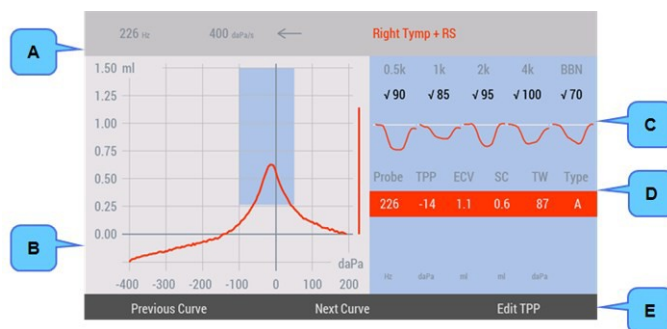 A
226 Hz 400 daPa/s ← Right Tymp + RS
1.50 ml
1.25
1.00
0.75
0.50
0.25
0.00
daPa
-400 -300 -200 -100 0 100 200
0.5k 1k 2k 4k BBN
√ 90 √ 85 √ 95 √ 100 √ 70
C
Probe TPP ECV SC TW Type
226 -14 1.1 0.6 87 A
D
B
Hz daPa ml ml daPa
Previous Curve Next Curve Edit TPP
E